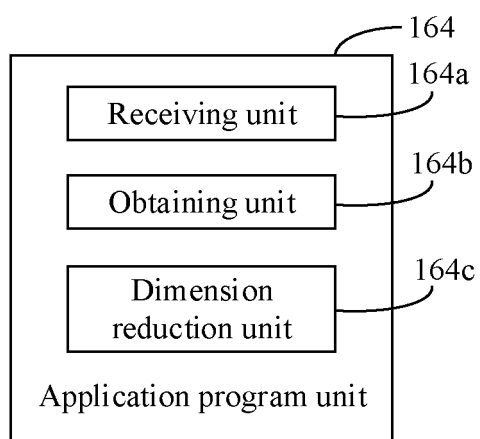 164
164a
Receiving unit
164b
Obtaining unit
164c
Dimension
reduction unit
Application program unit